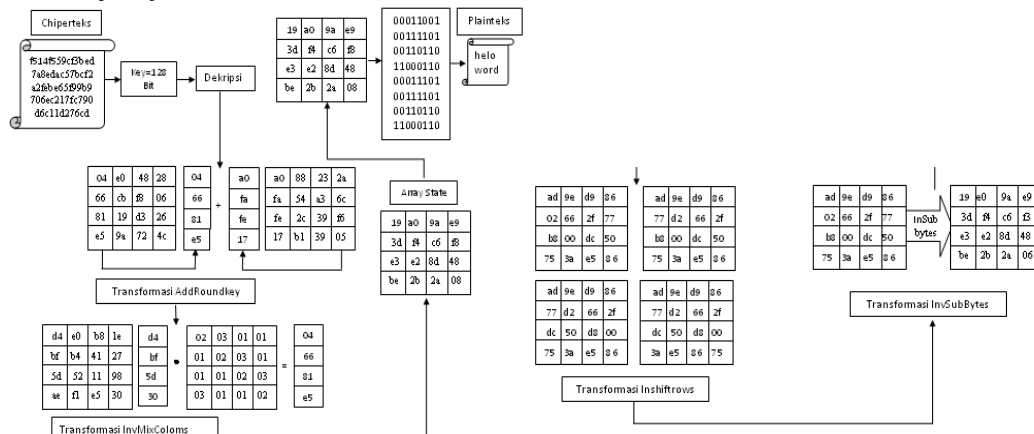 Chiperteks
f514f559cf3bed
7a8edac57bcf2
a2febe65f99b9
706ec217fc790
d6c11d276cd
Key=128
Bit
Dekripsi
19 a0 9a e9
3d f4 c6 f8
e3 e2 8d 48
be 2b 2a 08
00011001
00111101
00110110
11000110
00011101
00111101
00110110
11000110
Plainteks
helo
word
04 e0 48 28
66 cb f8 06
81 19 d3 26
e5 9a 72 4c
04
66
81
e5
+
a0
fa
fe
17
a0 88 23 2a
fa 54 a3 6c
fe 2c 39 f6
17 b1 39 05
Transformasi AddRoundkey
Array State
19 a0 9a e9
3d f4 c6 f8
e3 e2 8d 48
be 2b 2a 08
d4 e0 b8 1e
bf b4 41 27
5d 52 11 98
ae f1 e5 30
d4
bf
5d
30
•
02 03 01 01
01 02 03 01
01 01 02 03
03 01 01 02
=
04
66
81
e5
Transformasi InvMixColoms
ad 9e d9 86
02 66 2f 77
b8 00 dc 50
75 3a e5 86
ad 9e d9 86
77 d2 66 2f
b8 00 dc 50
75 3a e5 86
ad 9e d9 86
77 d2 66 2f
dc 50 d8 00
75 3a e5 86
ad 9e d9 86
77 d2 66 2f
dc 50 d8 00
3a e5 86 75
Transformasi Inshiftrows
ad 9e d9 86
02 66 2f 77
b8 00 dc 50
75 3a e5 86
InSub
bytes
19 e0 9a e9
3d f4 c6 f3
e3 e2 8d 48
be 2b 2a 06
Transformasi InvSubBytes